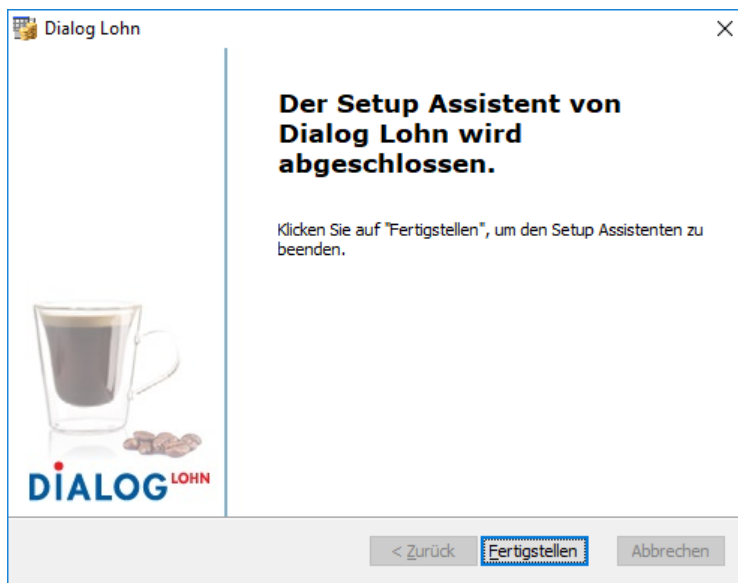 Dialog Lohn
Der Setup Assistent von
Dialog Lohn wird
abgeschlossen.
Klicken Sie auf "Fertigstellen", um den Setup Assistenten zu
beenden.
DiALOG LOHN
< Zurück Fertigstellen Abbrechen